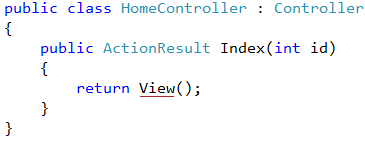 public class HomeController : Controller
{
    public ActionResult Index(int id)
    {
        return View();
    }
}